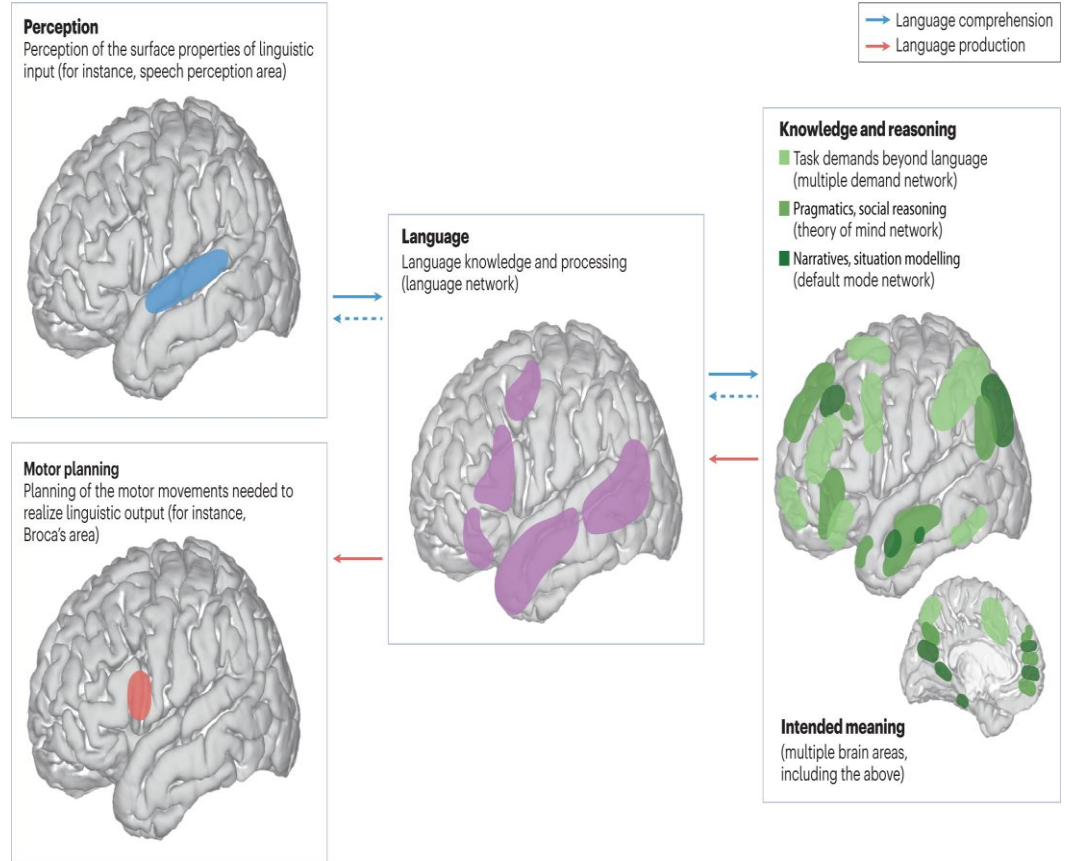 Perception
Perception of the surface properties of linguistic
input (for instance, speech perception area)
Language comprehension
Language production
Language
Language knowledge and processing
(language network)
Knowledge and reasoning
Task demands beyond language
(multiple demand network)
Pragmatics, social reasoning
(theory of mind network)
Narratives, situation modelling
(default mode network)
Intended meaning
(multiple brain areas,
including the above)
Motor planning
Planning of the motor movements needed to
realize linguistic output (for instance,
Broca's area)